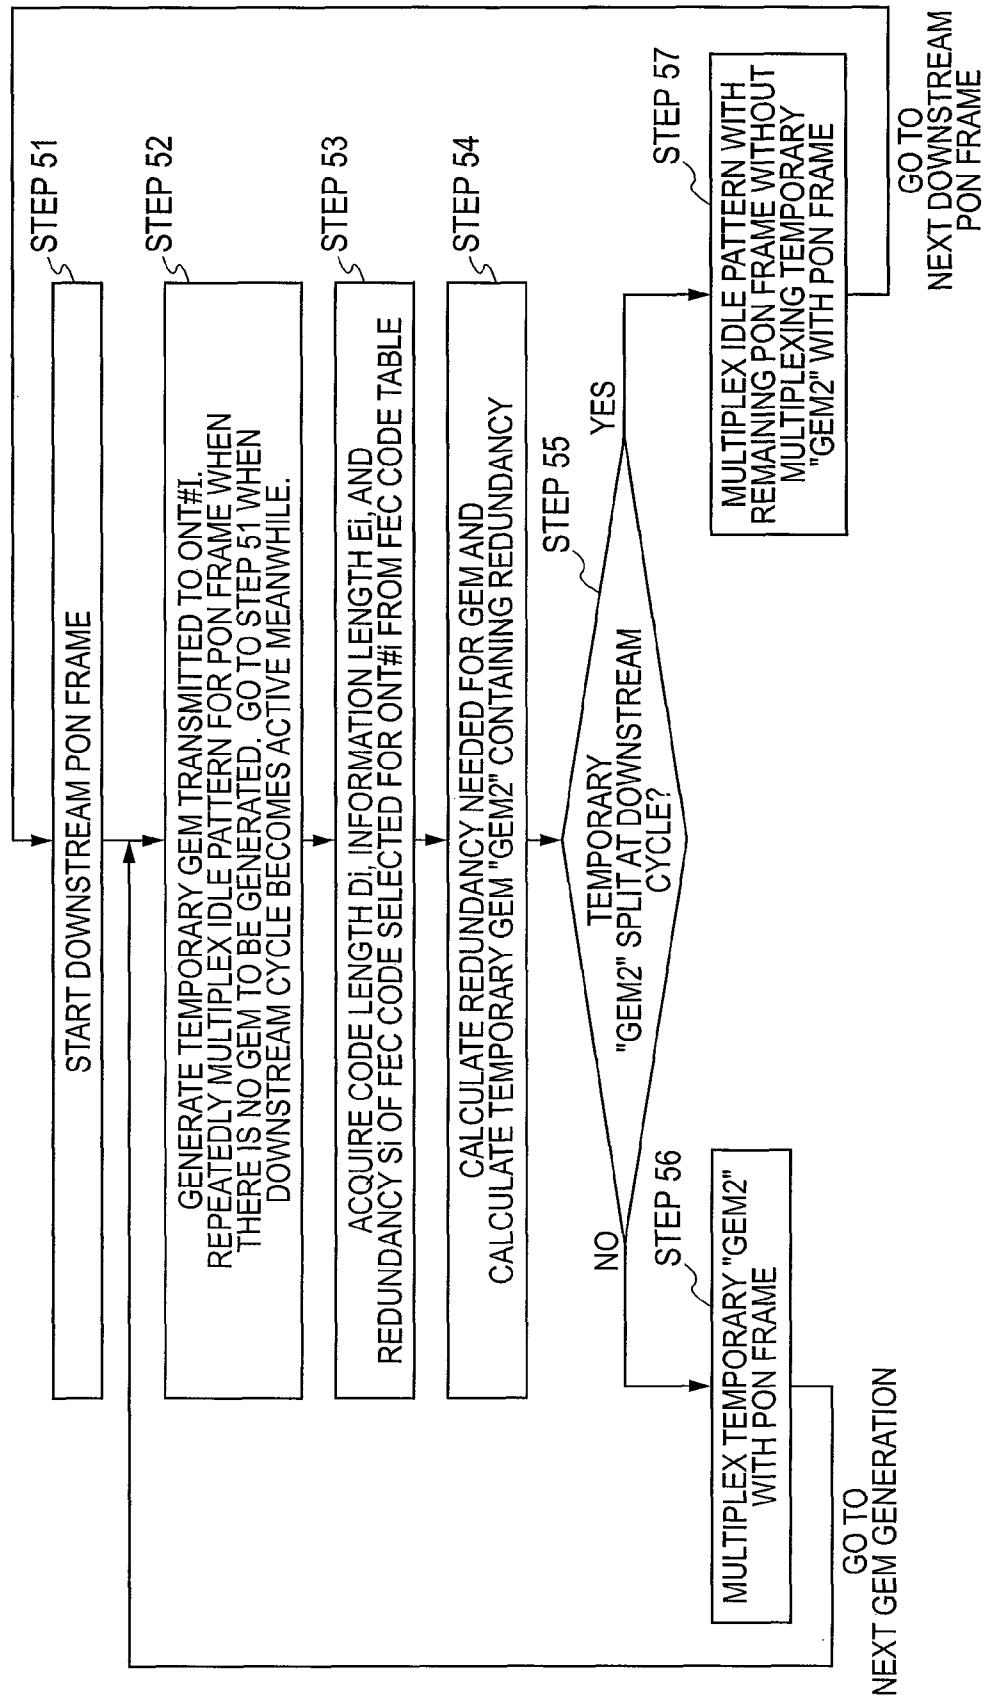 STEP 51
START DOWNSTREAM PON FRAME
STEP 52
GENERATE TEMPORARY GEM TRANSMITTED TO ONT#I.
REPEATEDLY MULTIPLEX IDLE PATTERN FOR PON FRAME WHEN
THERE IS NO GEM TO BE GENERATED. GO TO STEP 51 WHEN
DOWNSTREAM CYCLE BECOMES ACTIVE MEANWHILE.
STEP 53
ACQUIRE CODE LENGTH Di, INFORMATION LENGTH Ei, AND
REDUNDANCY Si OF FEC CODE SELECTED FOR ONT#i FROM FEC CODE TABLE
STEP 54
CALCULATE REDUNDANCY NEEDED FOR GEM AND
CALCULATE TEMPORARY GEM "GEM2" CONTAINING REDUNDANCY
STEP 55
TEMPORARY
"GEM2" SPLIT AT DOWNSTREAM
CYCLE?
NO
YES
STEP 56
MULTIPLEX TEMPORARY "GEM2"
WITH PON FRAME
GO TO
NEXT GEM GENERATION
STEP 57
MULTIPLEX IDLE PATTERN WITH
REMAINING PON FRAME WITHOUT
MULTIPLEXING TEMPORARY
"GEM2" WITH PON FRAME
GO TO
NEXT DOWNSTREAM
PON FRAME